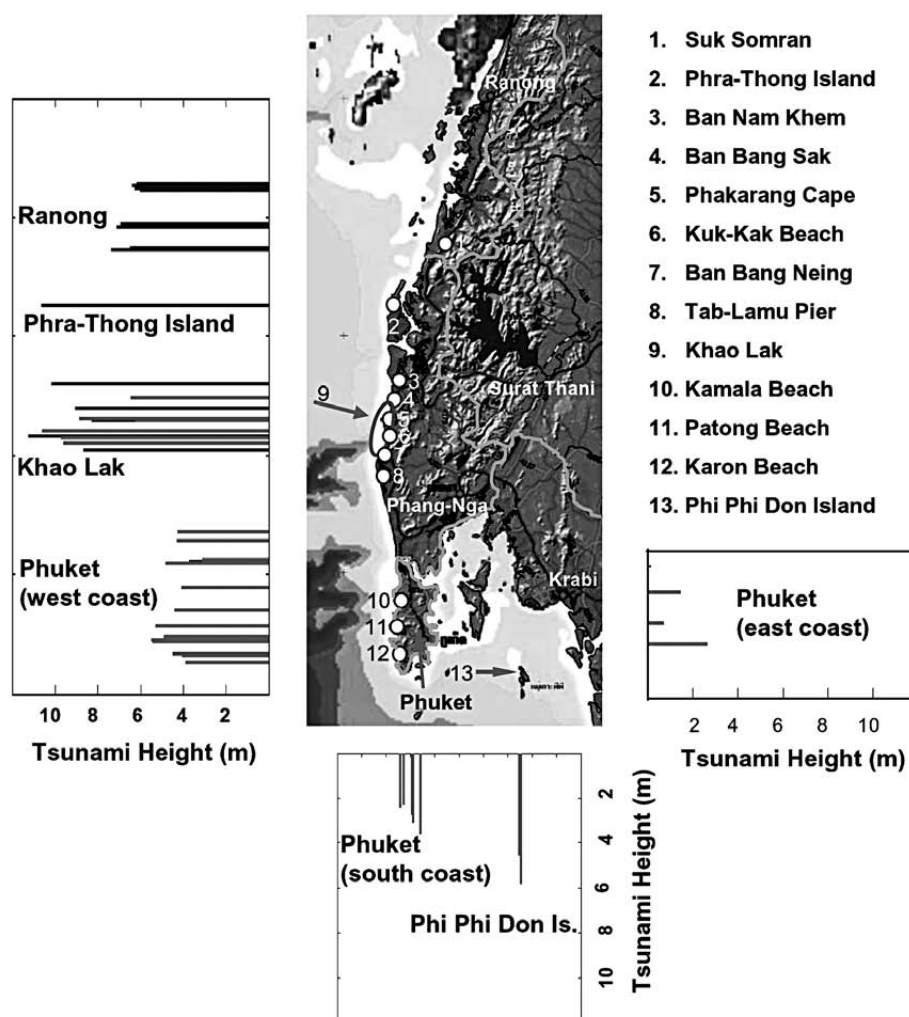 Ranong
Phra-Thong Island
Khao Lak
Phuket
(west coast)
10 8 6 4 2
Tsunami Height (m)
Ranong
1
2
3
4
5
6
7
8
9
Surat Thani
Phang-Nga
Krabi
10
11
12
13
ภูเก็ต
Phuket
1. Suk Somran
2. Phra-Thong Island
3. Ban Nam Khem
4. Ban Bang Sak
5. Phakarang Cape
6. Kuk-Kak Beach
7. Ban Bang Neing
8. Tab-Lamu Pier
9. Khao Lak
10. Kamala Beach
11. Patong Beach
12. Karon Beach
13. Phi Phi Don Island
Phuket
(east coast)
2 4 6 8 10
Tsunami Height (m)
Phuket
(south coast)
Phi Phi Don Is.
2
4
6
8
10
Tsunami Height (m)